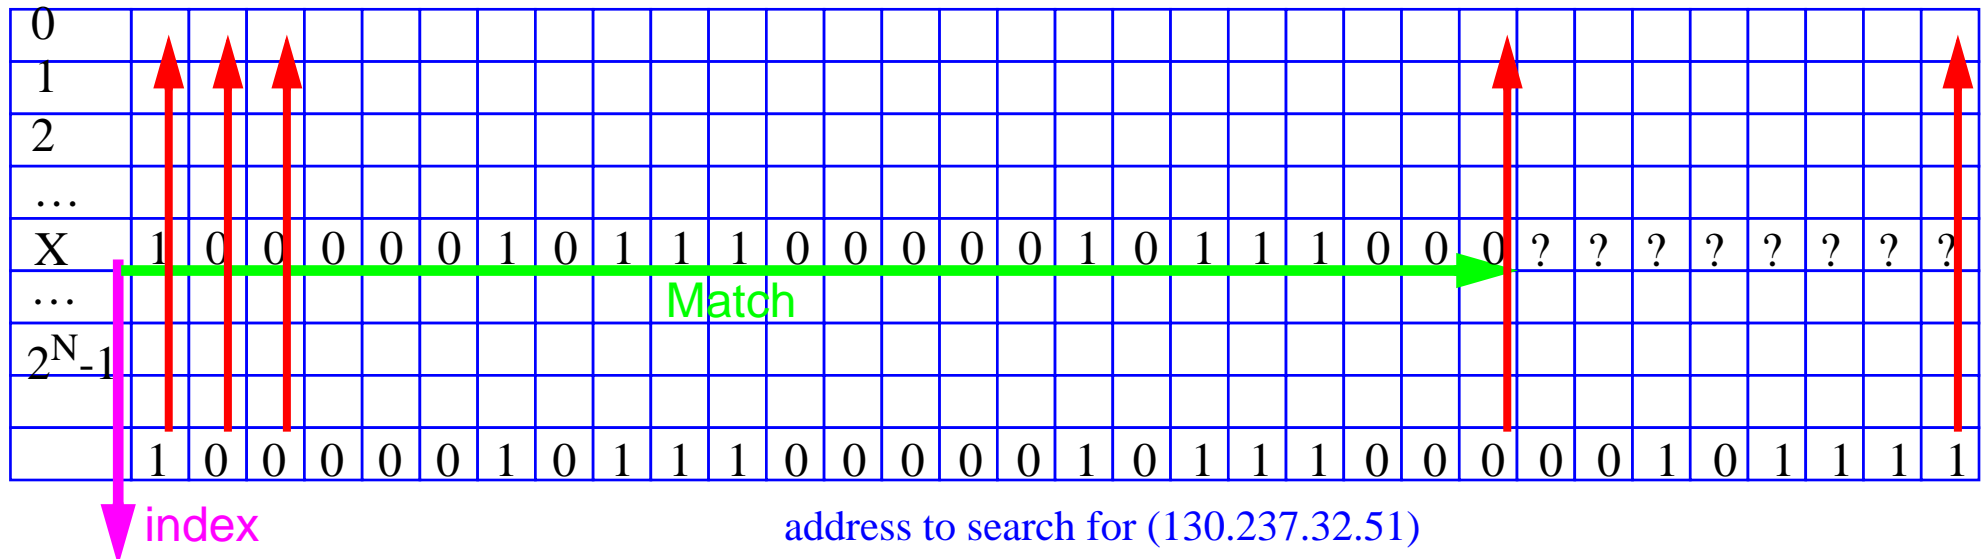 0
1
2
…
X 1 0 0 0 0 0 1 0 1 1 1 0 0 0 0 0 1 0 1 1 1 0 0 0 ? ? ? ? ? ? ? ?
…
Match
2^N-1
1 0 0 0 0 0 1 0 1 1 1 0 0 0 0 0 1 0 1 1 1 0 0 0 0 0 1 0 1 1 1 1
index
address to search for (130.237.32.51)